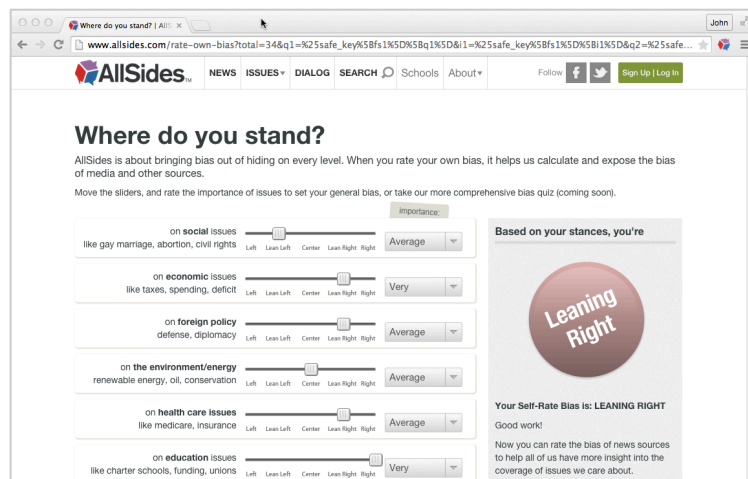 Where do you stand? | AllS
John
www.allsides.com/rate-own-bias?total=34&q1=%25safe_key%5Bfs1%5D%5Bq1%5D&i1=%25safe_key%5Bfs1%5D%5Bi1%5D&q2=%25safe...
AllSides™ NEWS ISSUES DIALOG SEARCH Schools About Follow Sign Up | Log In
Where do you stand?
AllSides is about bringing bias out of hiding on every level. When you rate your own bias, it helps us calculate and expose the bias
of media and other sources.
Move the sliders, and rate the importance of issues to set your general bias, or take our more comprehensive bias quiz (coming soon).
importance:
on social issues
like gay marriage, abortion, civil rights
Left Lean Left Center Lean Right Right
Average
on economic issues
like taxes, spending, deficit
Left Lean Left Center Lean Right Right
Very
on foreign policy
defense, diplomacy
Left Lean Left Center Lean Right Right
Average
on the environment/energy
renewable energy, oil, conservation
Left Lean Left Center Lean Right Right
Average
on health care issues
like medicare, insurance
Left Lean Left Center Lean Right Right
Average
on education issues
like charter schools, funding, unions
Left Lean Left Center Lean Right Right
Very
Based on your stances, you're
Leaning
Right
Your Self-Rate Bias is: LEANING RIGHT
Good work!
Now you can rate the bias of news sources
to help all of us have more insight into the
coverage of issues we care about.